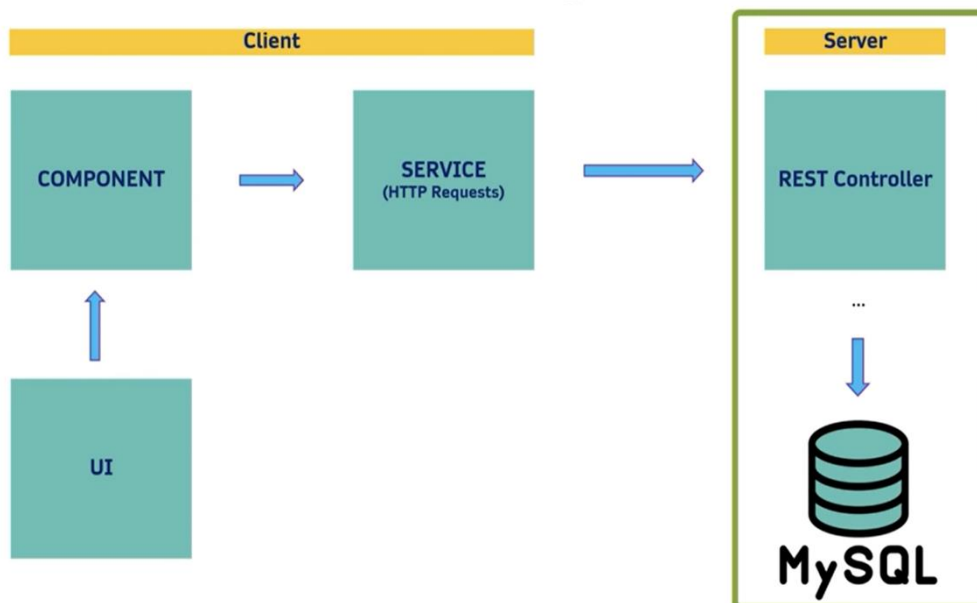 Client
Server
COMPONENT
SERVICE
(HTTP Requests)
REST Controller
...
UI
MySQL